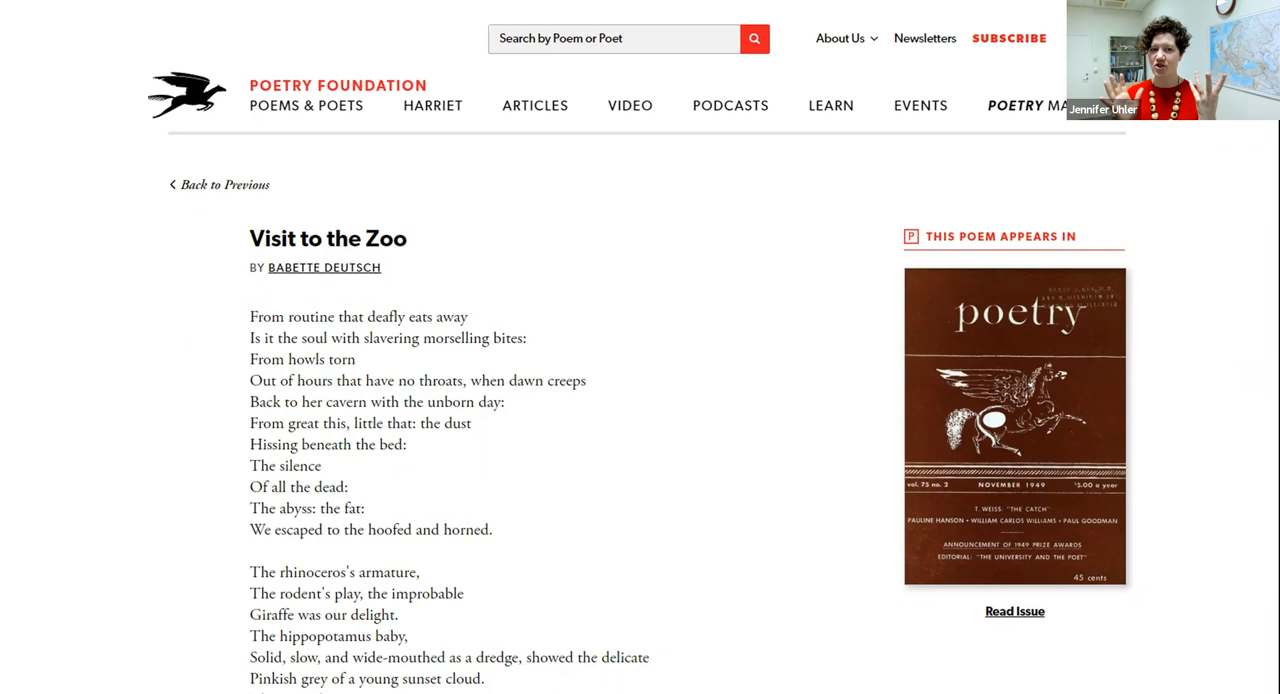 Search by Poem or Poet
About Us
Newsletters
SUBSCRIBE
POETRY FOUNDATION
POEMS & POETS
HARRIET
ARTICLES
VIDEO
PODCASTS
LEARN
EVENTS
POETRY MA
Jennifer Uhler
Back to Previous
Visit to the Zoo
BY BABETTE DEUTSCH
From routine that deafly eats away
Is it the soul with slavering morselling bites:
From howls torn
Out of hours that have no throats, when dawn creeps
Back to her cavern with the unborn day:
From great this, little that: the dust
Hissing beneath the bed:
The silence
Of all the dead:
The abyss: the fat:
We escaped to the hoofed and horned.
The rhinoceros's armature,
The rodent's play, the improbable
Giraffe was our delight.
The hippopotamus baby,
Solid, slow, and wide-mouthed as a dredge, showed the delicate
Pinkish grey of a young sunset cloud.
P THIS POEM APPEARS IN
poetry
vol. 75 no. 2 NOVEMBER 1949 $5.00 a year
T. WEISS: "THE CATCH"
PAULINE HANSON • WILLIAM CARLOS WILLIAMS • PAUL GOODMAN
ANNOUNCEMENT OF 1949 PRIZE AWARDS
EDITORIAL: "THE UNIVERSITY AND THE POET"
45 cents
Read Issue